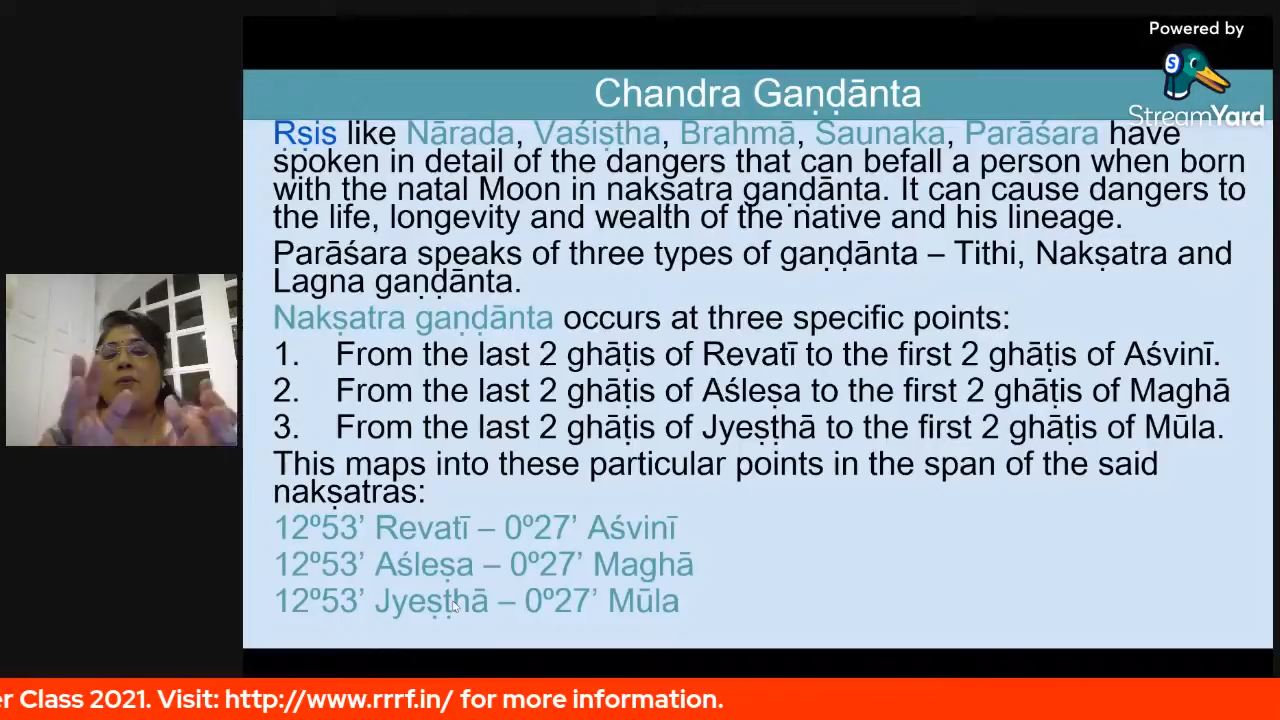 Powered by
StreamYard
Chandra Gaṇḍānta
Ṛṣis like Nārada, Vaśiṣtha, Brahmā, Śaunaka, Parāśara have
spoken in detail of the dangers that can befall a person when born
with the natal Moon in nakṣatra gaṇḍānta. It can cause dangers to
the life, longevity and wealth of the native and his lineage.
Parāśara speaks of three types of gaṇḍānta – Tithi, Nakṣatra and
Lagna gaṇḍānta.
Nakṣatra gaṇḍānta occurs at three specific points:
1. From the last 2 ghāṭis of Revatī to the first 2 ghāṭis of Aśvinī.
2. From the last 2 ghāṭis of Aśleṣa to the first 2 ghāṭis of Maghā
3. From the last 2 ghāṭis of Jyeṣṭhā to the first 2 ghāṭis of Mūla.
This maps into these particular points in the span of the said
nakṣatras:
12º53’ Revatī – 0º27’ Aśvinī
12º53’ Aśleṣa – 0º27’ Maghā
12º53’ Jyeṣṭhā – 0º27’ Mūla
er Class 2021. Visit: http://www.rrrf.in/ for more information.